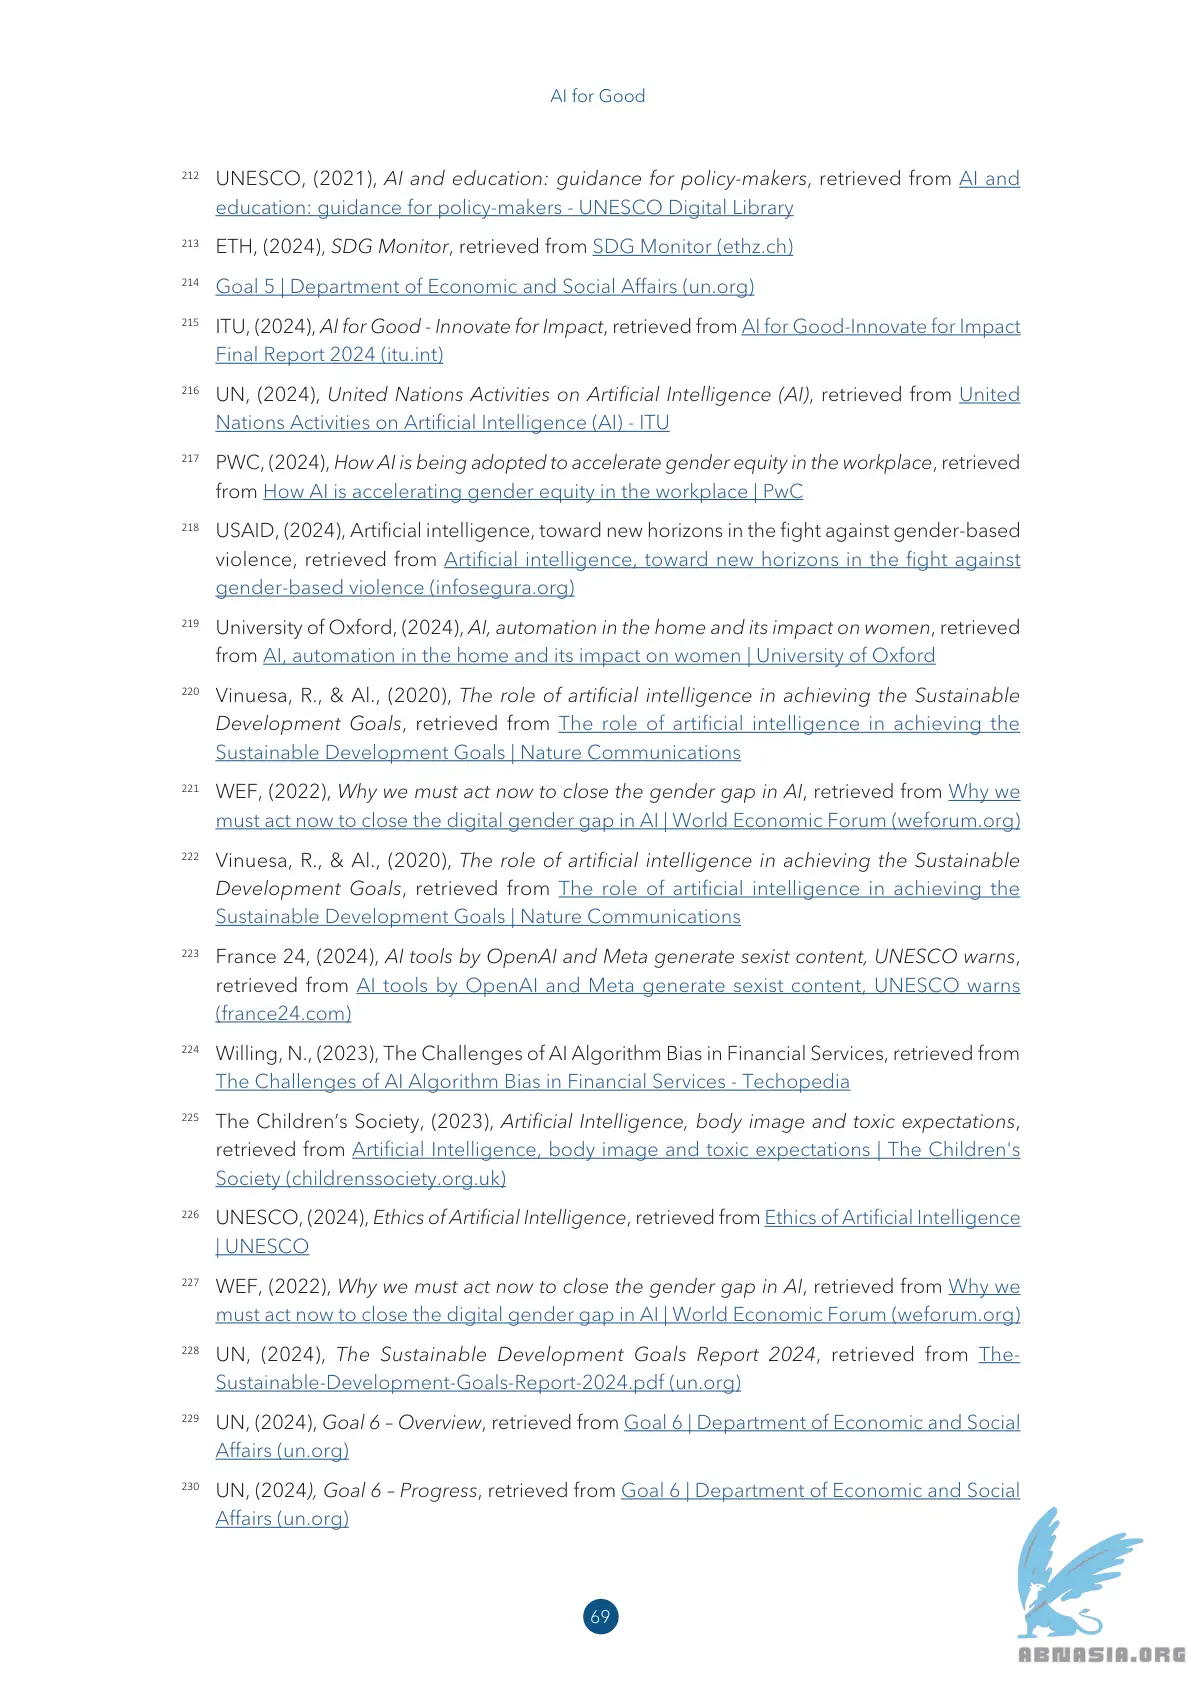 AI for Good
212 UNESCO, (2021), AI and education: guidance for policy-makers, retrieved from AI and
education: guidance for policy-makers - UNESCO Digital Library
213 ETH, (2024), SDG Monitor, retrieved from SDG Monitor (ethz.ch)
214 Goal 5 | Department of Economic and Social Affairs (un.org)
215 ITU, (2024), AI for Good - Innovate for Impact, retrieved from AI for Good-Innovate for Impact
Final Report 2024 (itu.int)
216 UN, (2024), United Nations Activities on Artificial Intelligence (AI), retrieved from United
Nations Activities on Artificial Intelligence (AI) - ITU
217 PWC, (2024), How AI is being adopted to accelerate gender equity in the workplace, retrieved
from How AI is accelerating gender equity in the workplace | PwC
218 USAID, (2024), Artificial intelligence, toward new horizons in the fight against gender-based
violence, retrieved from Artificial intelligence, toward new horizons in the fight against
gender-based violence (infosegura.org)
219 University of Oxford, (2024), AI, automation in the home and its impact on women, retrieved
from AI, automation in the home and its impact on women | University of Oxford
220 Vinuesa, R., & Al., (2020), The role of artificial intelligence in achieving the Sustainable
Development Goals, retrieved from The role of artificial intelligence in achieving the
Sustainable Development Goals | Nature Communications
221 WEF, (2022), Why we must act now to close the gender gap in AI, retrieved from Why we
must act now to close the digital gender gap in AI | World Economic Forum (weforum.org)
222 Vinuesa, R., & Al., (2020), The role of artificial intelligence in achieving the Sustainable
Development Goals, retrieved from The role of artificial intelligence in achieving the
Sustainable Development Goals | Nature Communications
223 France 24, (2024), AI tools by OpenAI and Meta generate sexist content, UNESCO warns,
retrieved from AI tools by OpenAI and Meta generate sexist content, UNESCO warns
(france24.com)
224 Willing, N., (2023), The Challenges of AI Algorithm Bias in Financial Services, retrieved from
The Challenges of AI Algorithm Bias in Financial Services - Techopedia
225 The Children’s Society, (2023), Artificial Intelligence, body image and toxic expectations,
retrieved from Artificial Intelligence, body image and toxic expectations | The Children's
Society (childrenssociety.org.uk)
226 UNESCO, (2024), Ethics of Artificial Intelligence, retrieved from Ethics of Artificial Intelligence
| UNESCO
227 WEF, (2022), Why we must act now to close the gender gap in AI, retrieved from Why we
must act now to close the digital gender gap in AI | World Economic Forum (weforum.org)
228 UN, (2024), The Sustainable Development Goals Report 2024, retrieved from The-
Sustainable-Development-Goals-Report-2024.pdf (un.org)
229 UN, (2024), Goal 6 – Overview, retrieved from Goal 6 | Department of Economic and Social
Affairs (un.org)
230 UN, (2024), Goal 6 – Progress, retrieved from Goal 6 | Department of Economic and Social
Affairs (un.org)
69
ABNASIA.ORG